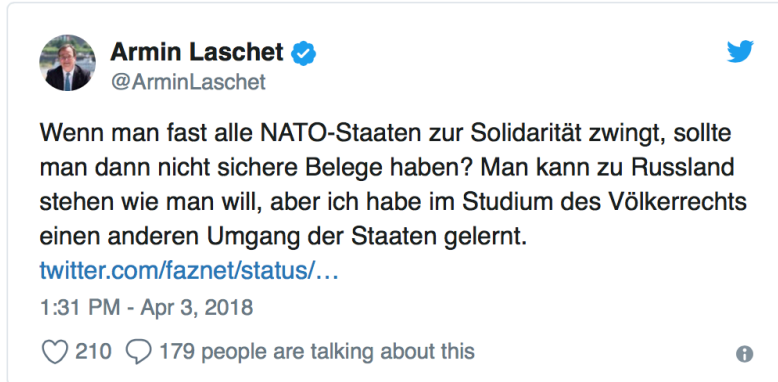 Armin Laschet
@ArminLaschet
Wenn man fast alle NATO-Staaten zur Solidarität zwingt, sollte
man dann nicht sichere Belege haben? Man kann zu Russland
stehen wie man will, aber ich habe im Studium des Völkerrechts
einen anderen Umgang der Staaten gelernt.
twitter.com/faznet/status/…
1:31 PM - Apr 3, 2018
210 179 people are talking about this